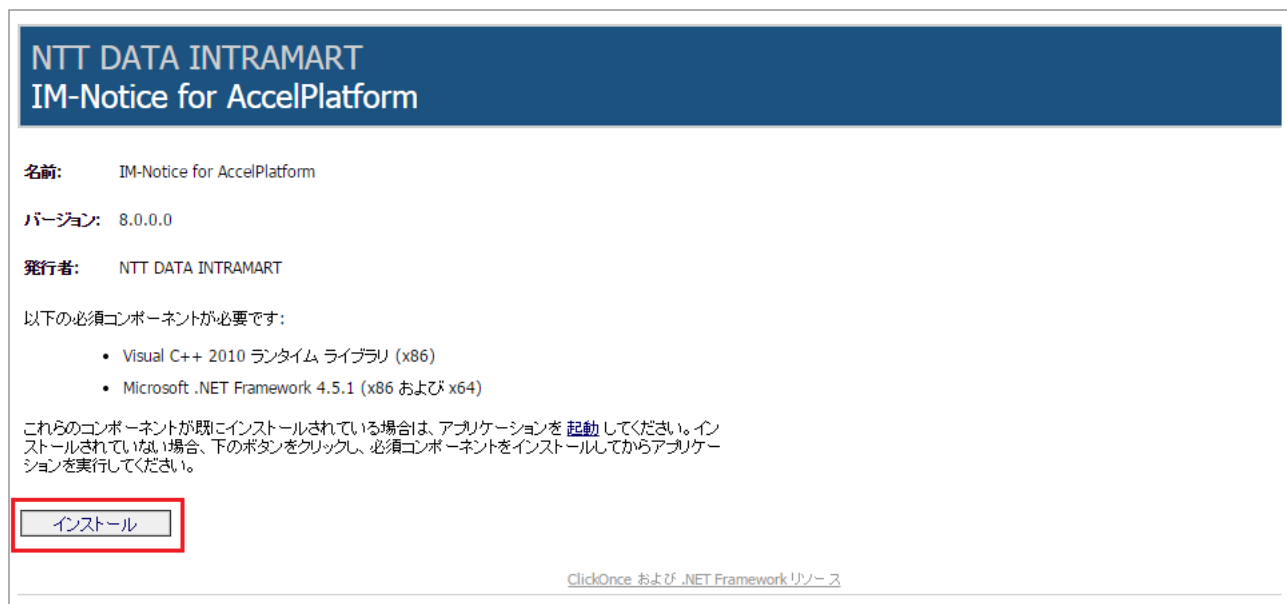 NTT DATA INTRAMART
IM-Notice for AccelPlatform
名前: IM-Notice for AccelPlatform
バージョン: 8.0.0.0
発行者: NTT DATA INTRAMART
以下の必須コンポーネントが必要です:
• Visual C++ 2010 ランタイム ライブラリ (x86)
• Microsoft .NET Framework 4.5.1 (x86 および x64)
これらのコンポーネントが既にインストールされている場合は、アプリケーションを 起動 してください。イン
ストールされていない場合、下のボタンをクリックし、必須コンポーネントをインストールしてからアプリケー
ションを実行してください。
インストール
ClickOnce および .NET Framework リソース